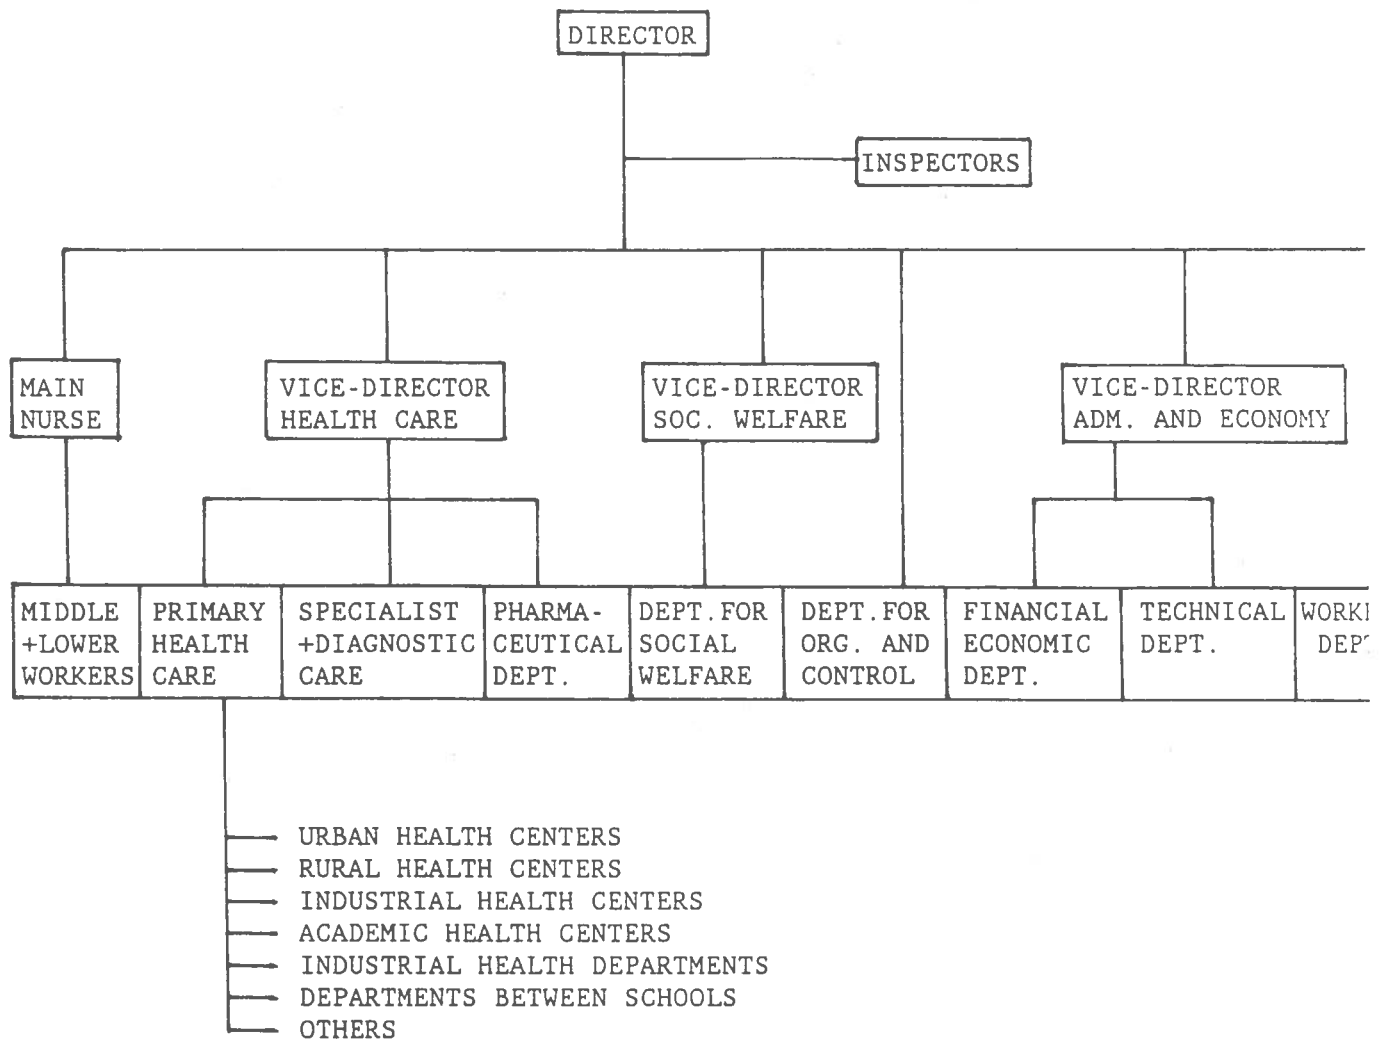 DIRECTOR
INSPECTORS
MAIN
NURSE
VICE-DIRECTOR
HEALTH CARE
VICE-DIRECTOR
SOC. WELFARE
VICE-DIRECTOR
ADM. AND ECONOMY
MIDDLE
+LOWER
WORKERS
PRIMARY
HEALTH
CARE
SPECIALIST
+DIAGNOSTIC
CARE
PHARMA-
CEUTICAL
DEPT.
DEPT.FOR
SOCIAL
WELFARE
DEPT.FOR
ORG. AND
CONTROL
FINANCIAL
ECONOMIC
DEPT.
TECHNICAL
DEPT.
URBAN HEALTH CENTERS
RURAL HEALTH CENTERS
INDUSTRIAL HEALTH CENTERS
ACADEMIC HEALTH CENTERS
INDUSTRIAL HEALTH DEPARTMENTS
DEPARTMENTS BETWEEN SCHOOLS
OTHERS